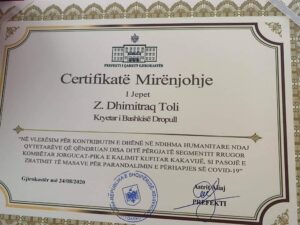 PREFEKTI I QARKUT GJIROKASTËR
Certifikatë Mirënjohje
I Jepet
Z. Dhimitraq Toli
Kryetar i Bashkisë Dropull
"NË VLERËSIM PËR KONTRIBUTIN E DHËNË NË NDIHMA HUMANITARE NDAJ
QYTETARËVE QË QËNDRUAN DISA DITË PËRGJATË SEGMENTIT RRUGOR
KOMBËTAR JORGUCAT-PIKA E KALIMIT KUFITAR KAKAVIJË, SI PASOJË E
ZBATIMIT TË MASAVE PËR PARANDALIMIN E PËRHAPJES SË COVID-19"
Gjirokastër më 24/08/2020
Astrit Aliaj
PREFEKTI